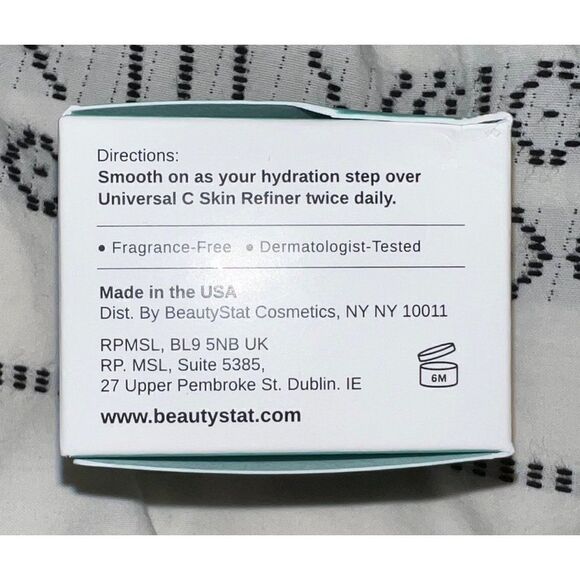 Directions:
Smooth on as your hydration step over
Universal C Skin Refiner twice daily.
• Fragrance-Free • Dermatologist-Tested
Made in the USA
Dist. By BeautyStat Cosmetics, NY NY 10011
RPMSL, BL9 5NB UK
RP. MSL, Suite 5385,
27 Upper Pembroke St. Dublin. IE
6M
www.beautystat.com